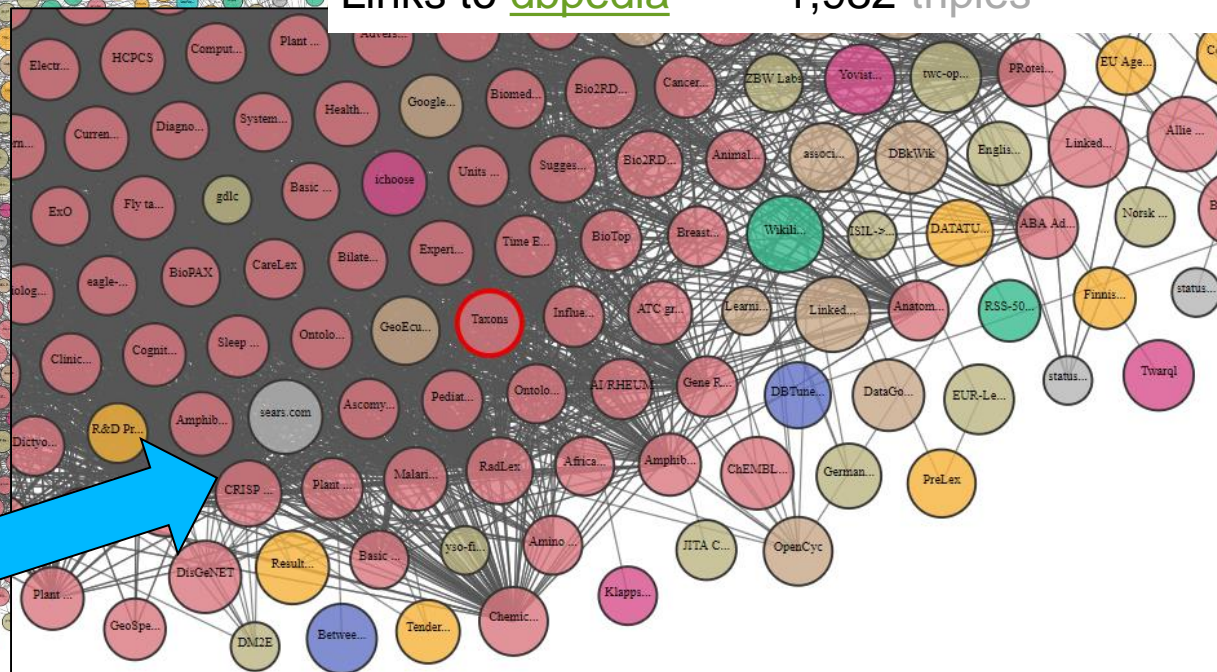 Links to dbpedia
triples
Plant ...
HCPCS
Comput...
Electr...
Cancer...
PRotei...
EU Age...
ZBW Labs
Yovist...
twc-op...
Bio2RD...
Biomed...
Google...
Health...
System...
Diagno...
Curren...
Allie ...
Linked...
Englis...
DBkWik
associ...
Animal...
Bio2RD...
Sugges...
Units ...
ichoose
Basic ...
gdlc
Fly ta...
ExO
Norsk ...
ABA Ad...
DATATU...
ISIL->...
Wikili...
Breast...
BioTop
Time E...
Experi...
Bilate...
CareLex
BioPAX
eagle-...
olog...
status...
Finnis...
RSS-50...
Anatom...
Linked...
Learni...
ATC gr...
Influe...
Taxons
GeoEcu...
Ontolo...
Sleep ...
Cognit...
Clinic...
Twarql
status...
EUR-Le...
DataGo...
DBTune...
Gene R...
AI/RHEUM
Ontolo...
Pediat...
Ascomy...
sears.com
Amphib...
R&D Pr...
Dictyo...
PreLex
German...
ChEMBL...
Amphib...
Africa...
RadLex
Malari...
Plant ...
CRISP ...
OpenCyc
JITA C...
Amino ...
yso-fi...
Basic ...
Result...
DisGeNET
Plant ...
Klapps...
Chemic...
Tender...
Betwee...
DM2E
GeoSpe...